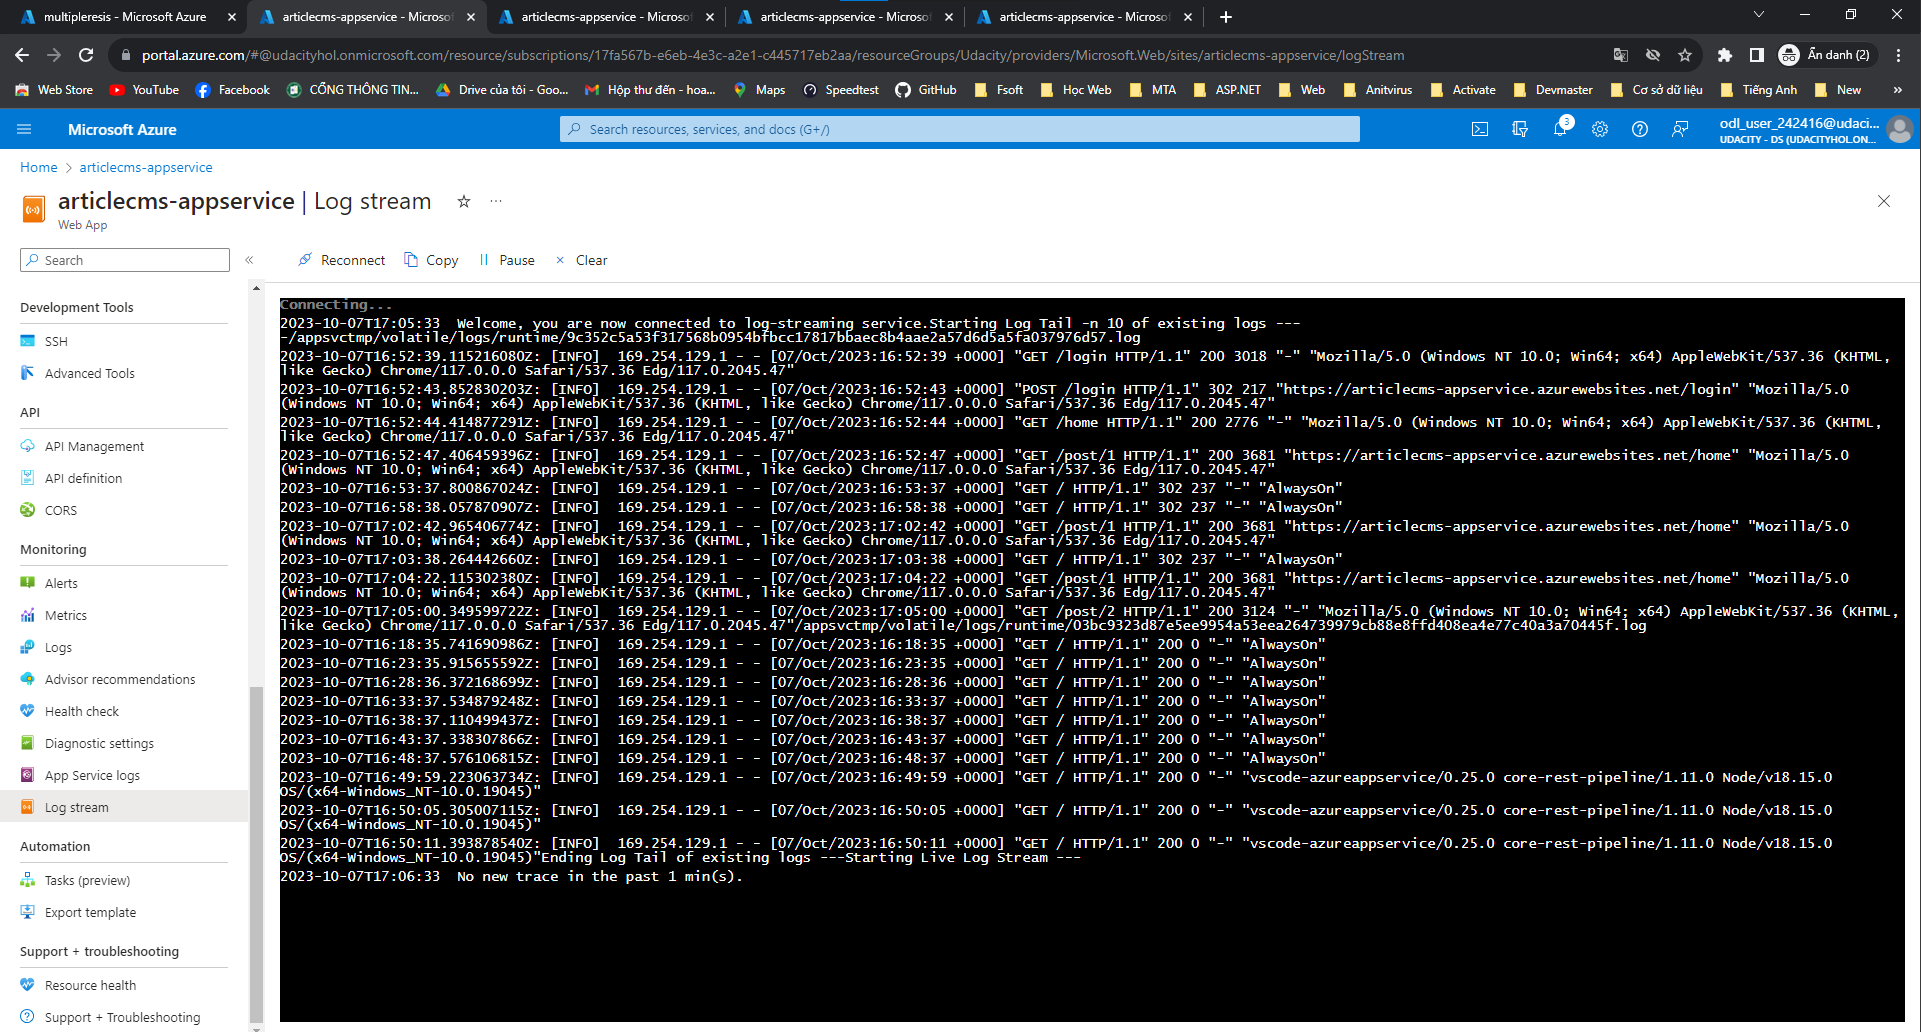 multipleresis - Microsoft Azure
articlecms-appservice - Microsof
articlecms-appservice - Microsof
articlecms-appservice - Microsof
articlecms-appservice - Microsof
portal.azure.com/#@udacityhol.onmicrosoft.com/resource/subscriptions/17fa567b-e6eb-4e3c-a2e1-c445717eb2aa/resourceGroups/Udacity/providers/Microsoft.Web/sites/articlecms-appservice/logStream
Ẩn danh (2)
Web Store
YouTube
Facebook
CỔNG THÔNG TIN...
Drive của tôi - Goo...
Hộp thư đến - hoa...
Maps
Speedtest
GitHub
Fsoft
Học Web
MTA
ASP.NET
Web
Anitvirus
Activate
Devmaster
Cơ sở dữ liệu
Tiếng Anh
New
»
Microsoft Azure
Search resources, services, and docs (G+/)
3
odl_user_242416@udaci...
UDACITY - DS (UDACITYHOL.ON...
Home > articlecms-appservice
articlecms-appservice | Log stream
Web App
Search
«
Reconnect
Copy
Pause
Clear
Development Tools
SSH
Advanced Tools
API
API Management
API definition
CORS
Monitoring
Alerts
Metrics
Logs
Advisor recommendations
Health check
Diagnostic settings
App Service logs
Log stream
Automation
Tasks (preview)
Export template
Support + troubleshooting
Resource health
Support + Troubleshooting
Connecting...
2023-10-07T17:05:33  Welcome, you are now connected to log-streaming service.Starting Log Tail -n 10 of existing logs ---
-/appsvctmp/volatile/logs/runtime/9c352c5a53f317568b0954bfbcc17817bbaec8b4aae2a57d6d5a5fa037976d57.log
2023-10-07T16:52:39.115216080Z: [INFO]  169.254.129.1 - - [07/Oct/2023:16:52:39 +0000] "GET /login HTTP/1.1" 200 3018 "-" "Mozilla/5.0 (Windows NT 10.0; Win64; x64) AppleWebKit/537.36 (KHTML,
like Gecko) Chrome/117.0.0.0 Safari/537.36 Edg/117.0.2045.47"
2023-10-07T16:52:43.852830203Z: [INFO]  169.254.129.1 - - [07/Oct/2023:16:52:43 +0000] "POST /login HTTP/1.1" 302 217 "https://articlecms-appservice.azurewebsites.net/login" "Mozilla/5.0
(Windows NT 10.0; Win64; x64) AppleWebKit/537.36 (KHTML, like Gecko) Chrome/117.0.0.0 Safari/537.36 Edg/117.0.2045.47"
2023-10-07T16:52:44.414877291Z: [INFO]  169.254.129.1 - - [07/Oct/2023:16:52:44 +0000] "GET /home HTTP/1.1" 200 2776 "-" "Mozilla/5.0 (Windows NT 10.0; Win64; x64) AppleWebKit/537.36 (KHTML,
like Gecko) Chrome/117.0.0.0 Safari/537.36 Edg/117.0.2045.47"
2023-10-07T16:52:47.406459396Z: [INFO]  169.254.129.1 - - [07/Oct/2023:16:52:47 +0000] "GET /post/1 HTTP/1.1" 200 3681 "https://articlecms-appservice.azurewebsites.net/home" "Mozilla/5.0
(Windows NT 10.0; Win64; x64) AppleWebKit/537.36 (KHTML, like Gecko) Chrome/117.0.0.0 Safari/537.36 Edg/117.0.2045.47"
2023-10-07T16:53:37.800867024Z: [INFO]  169.254.129.1 - - [07/Oct/2023:16:53:37 +0000] "GET / HTTP/1.1" 302 237 "-" "AlwaysOn"
2023-10-07T16:58:38.057870907Z: [INFO]  169.254.129.1 - - [07/Oct/2023:16:58:38 +0000] "GET / HTTP/1.1" 302 237 "-" "AlwaysOn"
2023-10-07T17:02:42.965406774Z: [INFO]  169.254.129.1 - - [07/Oct/2023:17:02:42 +0000] "GET /post/1 HTTP/1.1" 200 3681 "https://articlecms-appservice.azurewebsites.net/home" "Mozilla/5.0
(Windows NT 10.0; Win64; x64) AppleWebKit/537.36 (KHTML, like Gecko) Chrome/117.0.0.0 Safari/537.36 Edg/117.0.2045.47"
2023-10-07T17:03:38.264442660Z: [INFO]  169.254.129.1 - - [07/Oct/2023:17:03:38 +0000] "GET / HTTP/1.1" 302 237 "-" "AlwaysOn"
2023-10-07T17:04:22.115302380Z: [INFO]  169.254.129.1 - - [07/Oct/2023:17:04:22 +0000] "GET /post/1 HTTP/1.1" 200 3681 "https://articlecms-appservice.azurewebsites.net/home" "Mozilla/5.0
(Windows NT 10.0; Win64; x64) AppleWebKit/537.36 (KHTML, like Gecko) Chrome/117.0.0.0 Safari/537.36 Edg/117.0.2045.47"
2023-10-07T17:05:00.349599722Z: [INFO]  169.254.129.1 - - [07/Oct/2023:17:05:00 +0000] "GET /post/2 HTTP/1.1" 200 3124 "-" "Mozilla/5.0 (Windows NT 10.0; Win64; x64) AppleWebKit/537.36 (KHTML,
like Gecko) Chrome/117.0.0.0 Safari/537.36 Edg/117.0.2045.47"/appsvctmp/volatile/logs/runtime/03bc9323d87e5ee9954a53eea264739979cb88e8ffd408ea4e77c40a3a70445f.log
2023-10-07T16:18:35.741690986Z: [INFO]  169.254.129.1 - - [07/Oct/2023:16:18:35 +0000] "GET / HTTP/1.1" 200 0 "-" "AlwaysOn"
2023-10-07T16:23:35.915655592Z: [INFO]  169.254.129.1 - - [07/Oct/2023:16:23:35 +0000] "GET / HTTP/1.1" 200 0 "-" "AlwaysOn"
2023-10-07T16:28:36.372168699Z: [INFO]  169.254.129.1 - - [07/Oct/2023:16:28:36 +0000] "GET / HTTP/1.1" 200 0 "-" "AlwaysOn"
2023-10-07T16:33:37.534879248Z: [INFO]  169.254.129.1 - - [07/Oct/2023:16:33:37 +0000] "GET / HTTP/1.1" 200 0 "-" "AlwaysOn"
2023-10-07T16:38:37.110499437Z: [INFO]  169.254.129.1 - - [07/Oct/2023:16:38:37 +0000] "GET / HTTP/1.1" 200 0 "-" "AlwaysOn"
2023-10-07T16:43:37.338307866Z: [INFO]  169.254.129.1 - - [07/Oct/2023:16:43:37 +0000] "GET / HTTP/1.1" 200 0 "-" "AlwaysOn"
2023-10-07T16:48:37.576106815Z: [INFO]  169.254.129.1 - - [07/Oct/2023:16:48:37 +0000] "GET / HTTP/1.1" 200 0 "-" "AlwaysOn"
2023-10-07T16:49:59.223063734Z: [INFO]  169.254.129.1 - - [07/Oct/2023:16:49:59 +0000] "GET / HTTP/1.1" 200 0 "-" "vscode-azureappservice/0.25.0 core-rest-pipeline/1.11.0 Node/v18.15.0
OS/(x64-Windows_NT-10.0.19045)"
2023-10-07T16:50:05.305007115Z: [INFO]  169.254.129.1 - - [07/Oct/2023:16:50:05 +0000] "GET / HTTP/1.1" 200 0 "-" "vscode-azureappservice/0.25.0 core-rest-pipeline/1.11.0 Node/v18.15.0
OS/(x64-Windows_NT-10.0.19045)"
2023-10-07T16:50:11.393878540Z: [INFO]  169.254.129.1 - - [07/Oct/2023:16:50:11 +0000] "GET / HTTP/1.1" 200 0 "-" "vscode-azureappservice/0.25.0 core-rest-pipeline/1.11.0 Node/v18.15.0
OS/(x64-Windows_NT-10.0.19045)"Ending Log Tail of existing logs ---Starting Live Log Stream ---
2023-10-07T17:06:33  No new trace in the past 1 min(s).